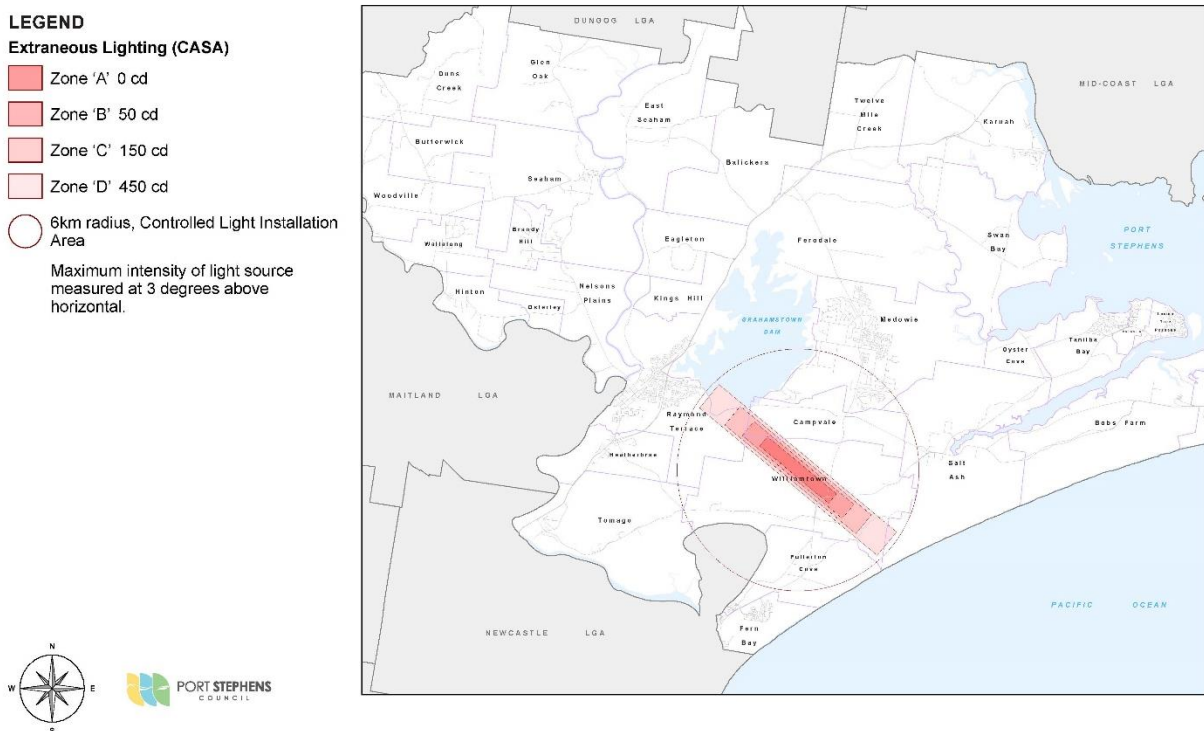 LEGEND
Extraneous Lighting (CASA)
Zone 'A' 0 cd
Zone 'B' 50 cd
Zone 'C' 150 cd
Zone 'D' 450 cd
6km radius, Controlled Light Installation
Area
Maximum intensity of light source
measured at 3 degrees above
horizontal.
DUNGOG LGA
MID-COAST LGA
Duns
Creek
Glen
Oak
East
Seaham
Twelve
Mile
Creek
Karuah
Butterwick
Balickera
Seaham
Woodville
Wallalong
Brandy
Hill
Eagleton
Ferodale
Swan
Bay
PORT
STEPHENS
Hinton
Osterley
Nelsons
Plains
Kings Hill
GRAHAMSTOWN
DAM
Medowie
Oyster
Cove
Tanilba
Bay
MAITLAND LGA
Raymond
Terrace
Campvale
Bobs Farm
Heatherbrae
Williamtown
Salt
Ash
Tomago
Fullerton
Cove
Fern
Bay
NEWCASTLE LGA
PACIFIC OCEAN
N
W
E
S
PORT STEPHENS
COUNCIL